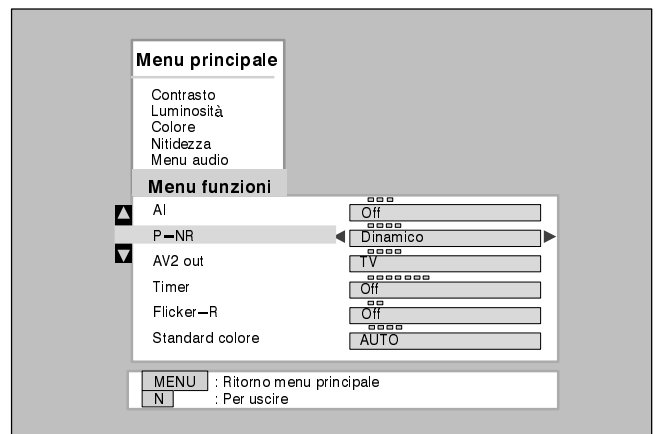 Menu principale
Contrasto
Luminosità
Colore
Nitidezza
Menu audio
Menu funzioni
AI Off
P–NR Dinamico
AV2 out TV
Timer Off
Flicker–R Off
Standard colore AUTO
MENU : Ritorno menu principale
N : Per uscire